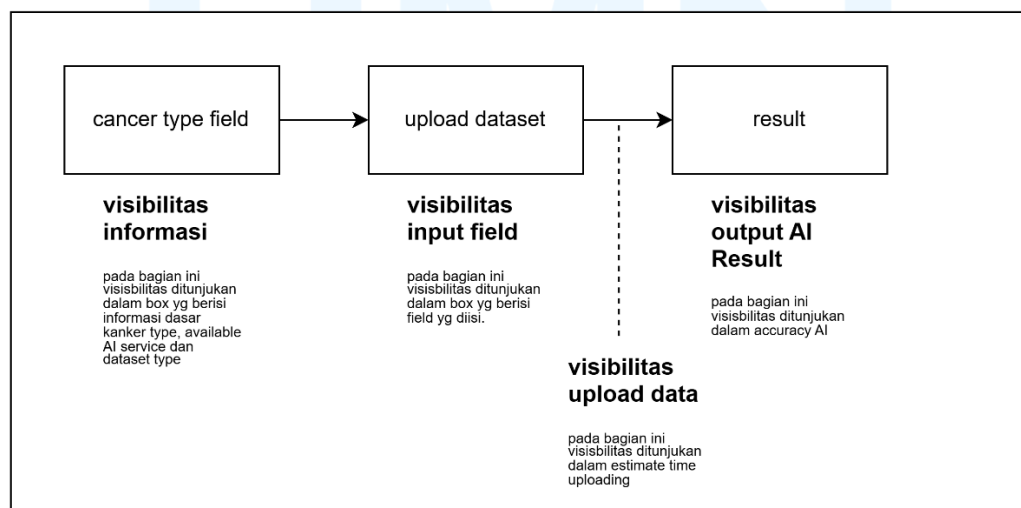 cancer type field
upload dataset
result
visibilitas
informasi
pada bagian ini
visisbilitas ditunjukan
dalam box yg berisi
informasi dasar
kanker type, available
AI service dan
dataset type
visibilitas
input field
pada bagian ini
visisbilitas ditunjukan
dalam box yg berisi
field yg diisi.
visibilitas
output AI
Result
pada bagian ini
visisbilitas ditunjukan
dalam accuracy AI
visibilitas
upload data
pada bagian ini
visisbilitas ditunjukan
dalam estimate time
uploading